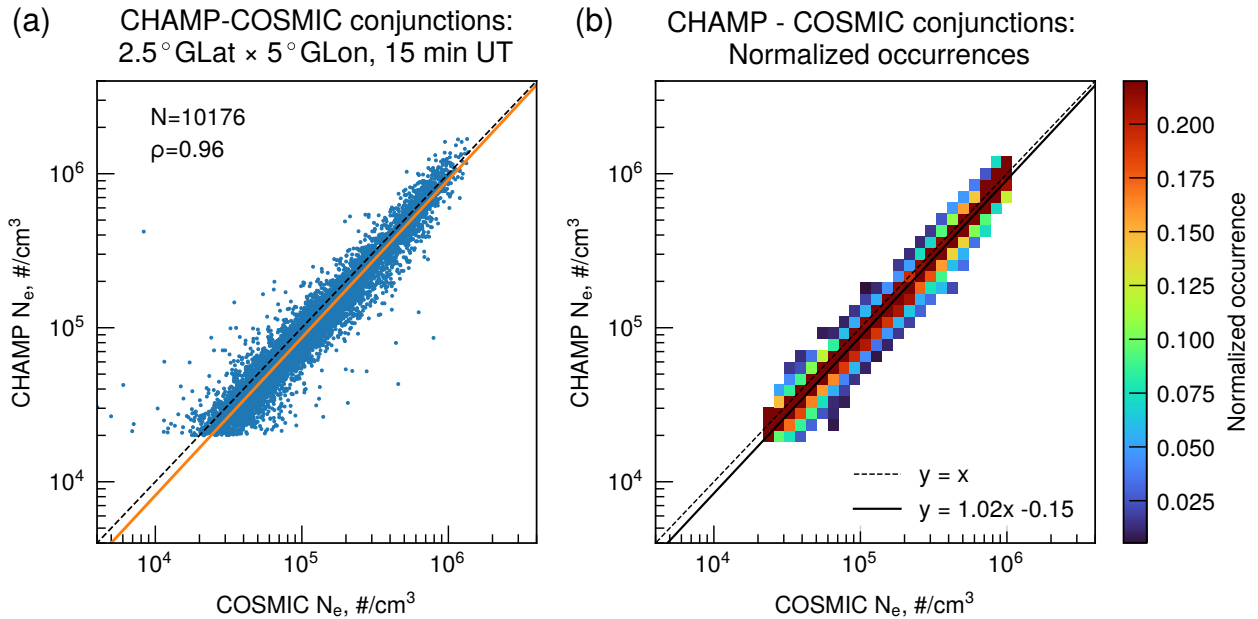 (a)
CHAMP-COSMIC conjunctions:
2.5°GLat × 5°GLon, 15 min UT
N=10176
ρ=0.96
10⁶
10⁵
10⁴
CHAMP Nₑ, #/cm³
10⁴ 10⁵ 10⁶
COSMIC Nₑ, #/cm³
(b)
CHAMP - COSMIC conjunctions:
Normalized occurrences
10⁶
10⁵
10⁴
CHAMP Nₑ, #/cm³
y = x
y = 1.02x -0.15
10⁴ 10⁵ 10⁶
COSMIC Nₑ, #/cm³
0.200
0.175
0.150
0.125
0.100
0.075
0.050
0.025
Normalized occurrence